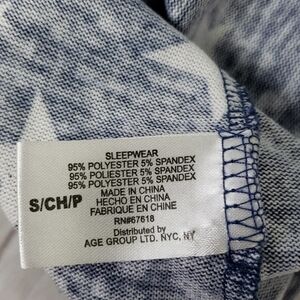 SLEEPWEAR
95% POLYESTER 5% SPANDEX
95% POLYESTER 5% SPANDEX
95% POLYESTER 5% SPANDEX
MADE IN CHINA
S/CH/P
HECHO EN CHINA
FABRIQUE EN CHINE
RN#67618
Distributed by
AGE GROUP LTD. NYC, NY